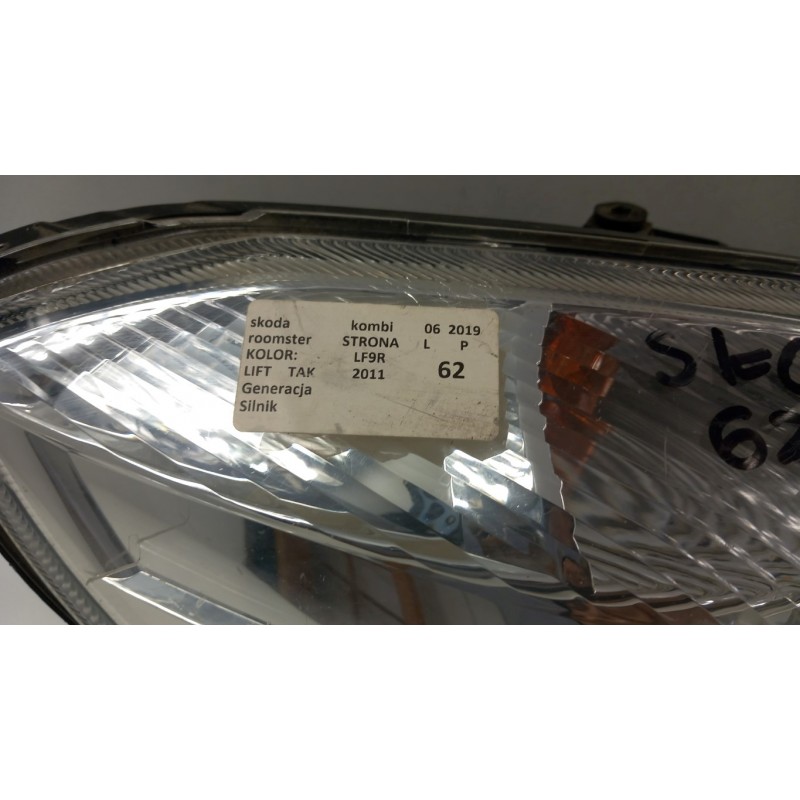 skoda kombi 06 2019
roomster STRONA L P
KOLOR: LF9R
LIFT TAK 2011 62
Generacja
Silnik